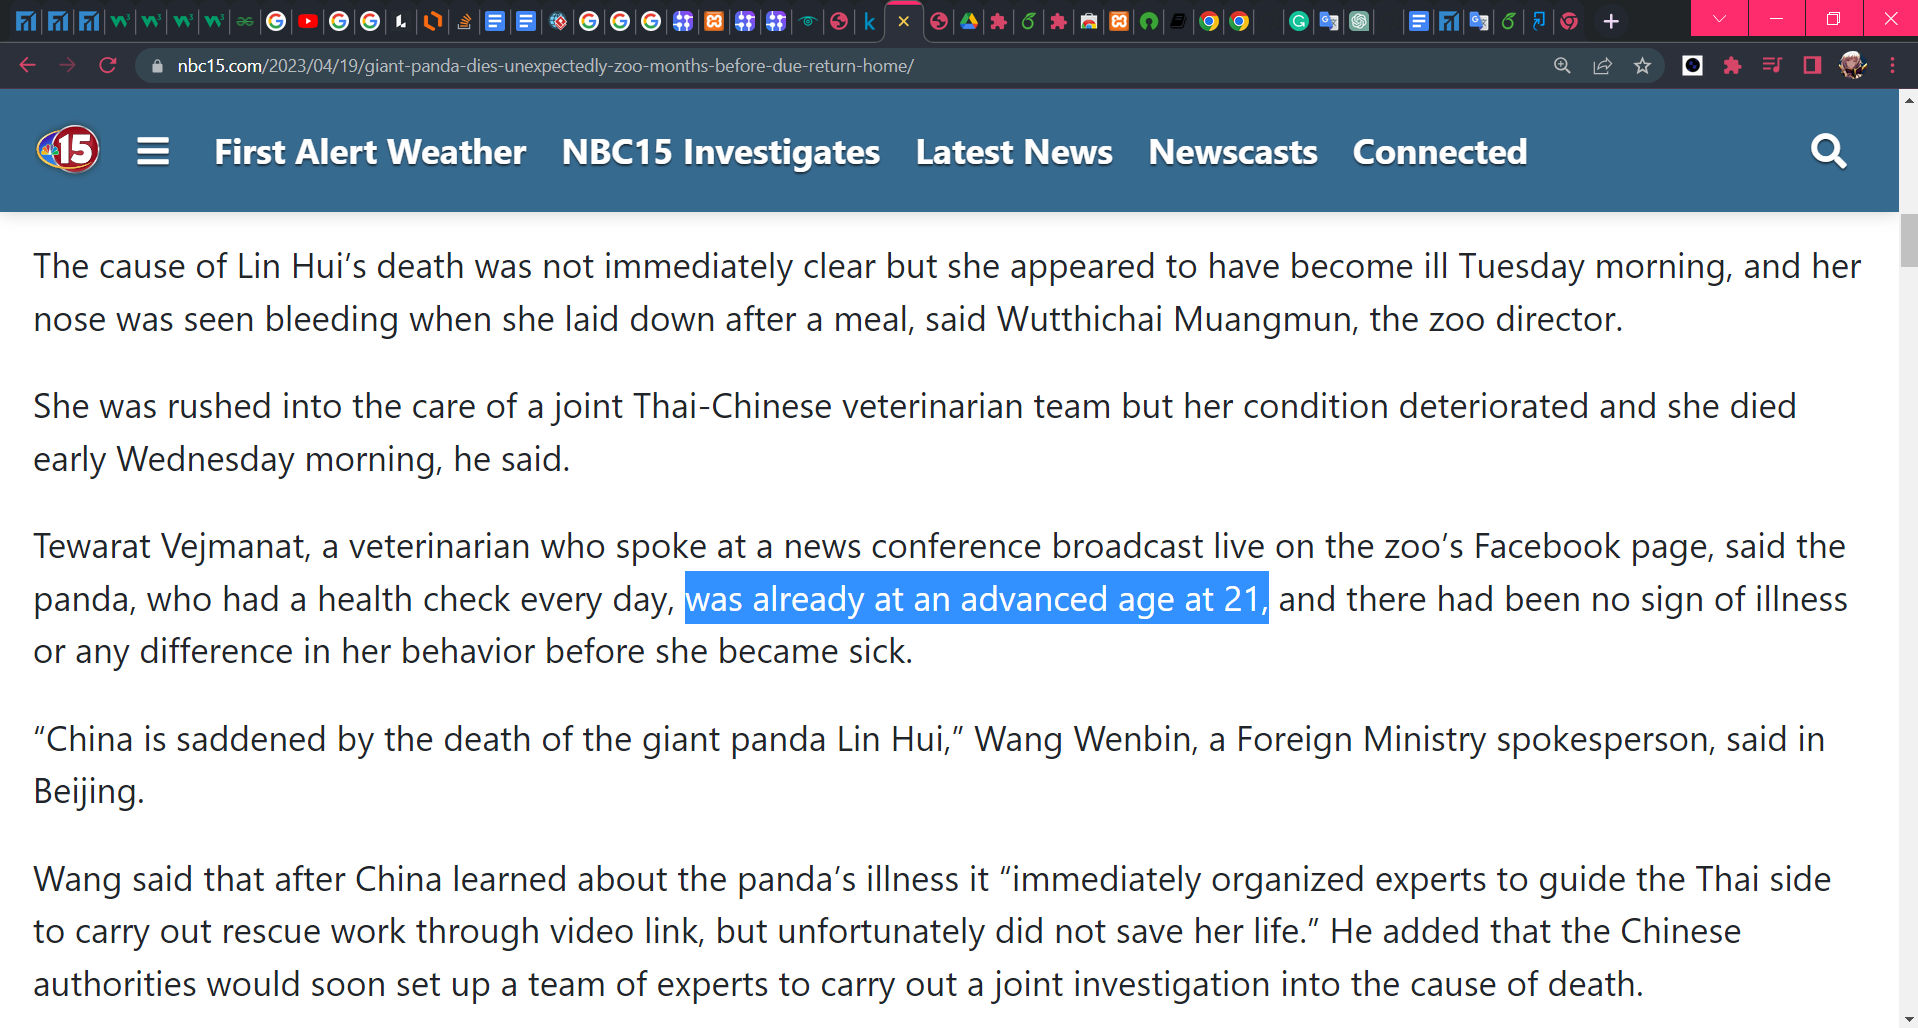 nbc15.com/2023/04/19/giant-panda-dies-unexpectedly-zoo-months-before-due-return-home/
15 First Alert Weather NBC15 Investigates Latest News Newscasts Connected
The cause of Lin Hui’s death was not immediately clear but she appeared to have become ill Tuesday morning, and her
nose was seen bleeding when she laid down after a meal, said Wutthichai Muangmun, the zoo director.
She was rushed into the care of a joint Thai-Chinese veterinarian team but her condition deteriorated and she died
early Wednesday morning, he said.
Tewarat Vejmanat, a veterinarian who spoke at a news conference broadcast live on the zoo’s Facebook page, said the
panda, who had a health check every day, was already at an advanced age at 21, and there had been no sign of illness
or any difference in her behavior before she became sick.
“China is saddened by the death of the giant panda Lin Hui,” Wang Wenbin, a Foreign Ministry spokesperson, said in
Beijing.
Wang said that after China learned about the panda’s illness it “immediately organized experts to guide the Thai side
to carry out rescue work through video link, but unfortunately did not save her life.” He added that the Chinese
authorities would soon set up a team of experts to carry out a joint investigation into the cause of death.